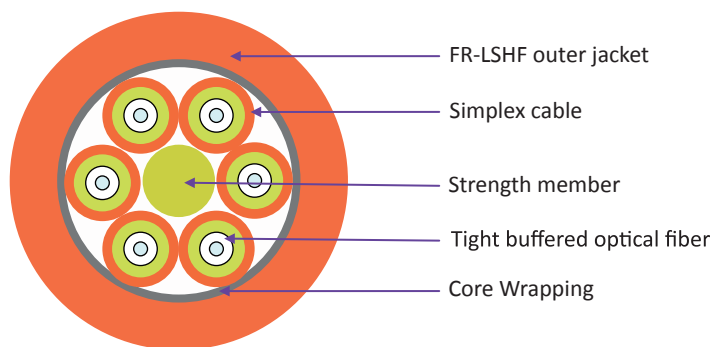 FR-LSHF outer jacket
Simplex cable
Strength member
Tight buffered optical fiber
Core Wrapping